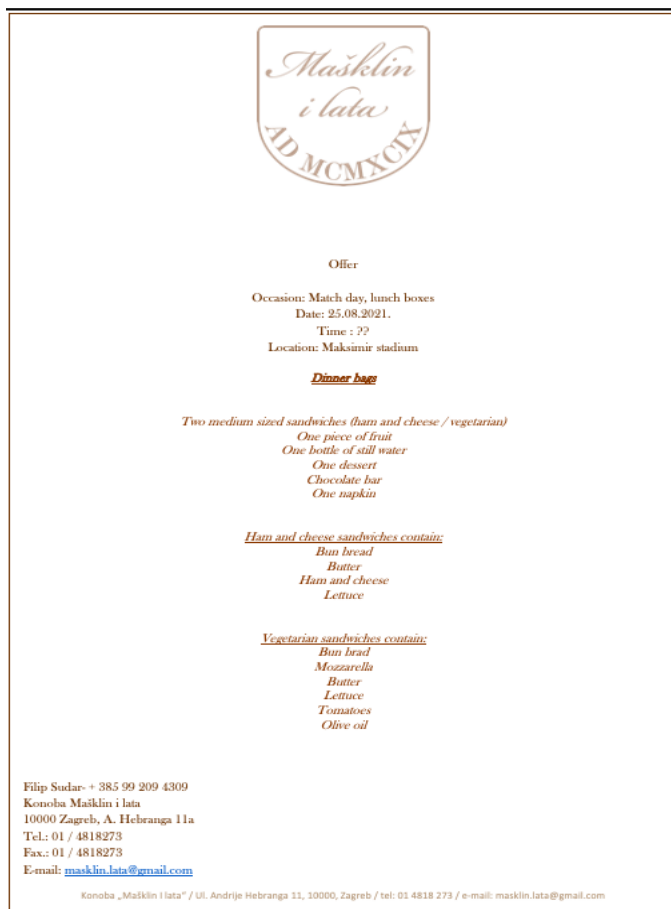 Mašklin
i lata
AD MCMXCIX
Offer
Occasion: Match day, lunch boxes
Date: 25.08.2021.
Time : ??
Location: Maksimir stadium
Dinner bags
Two medium sized sandwiches (ham and cheese / vegetarian)
One piece of fruit
One bottle of still water
One dessert
Chocolate bar
One napkin
Ham and cheese sandwiches contain:
Bun bread
Butter
Ham and cheese
Lettuce
Vegetarian sandwiches contain:
Bun brad
Mozzarella
Butter
Lettuce
Tomatoes
Olive oil
Filip Sudar- + 385 99 209 4309
Konoba Mašklin i lata
10000 Zagreb, A. Hebranga 11a
Tel.: 01 / 4818273
Fax.: 01 / 4818273
E-mail: masklin.lata@gmail.com
Konoba „Mašklin I lata" / Ul. Andrije Hebranga 11, 10000, Zagreb / tel: 01 4818 273 / e-mail: masklin.lata@gmail.com